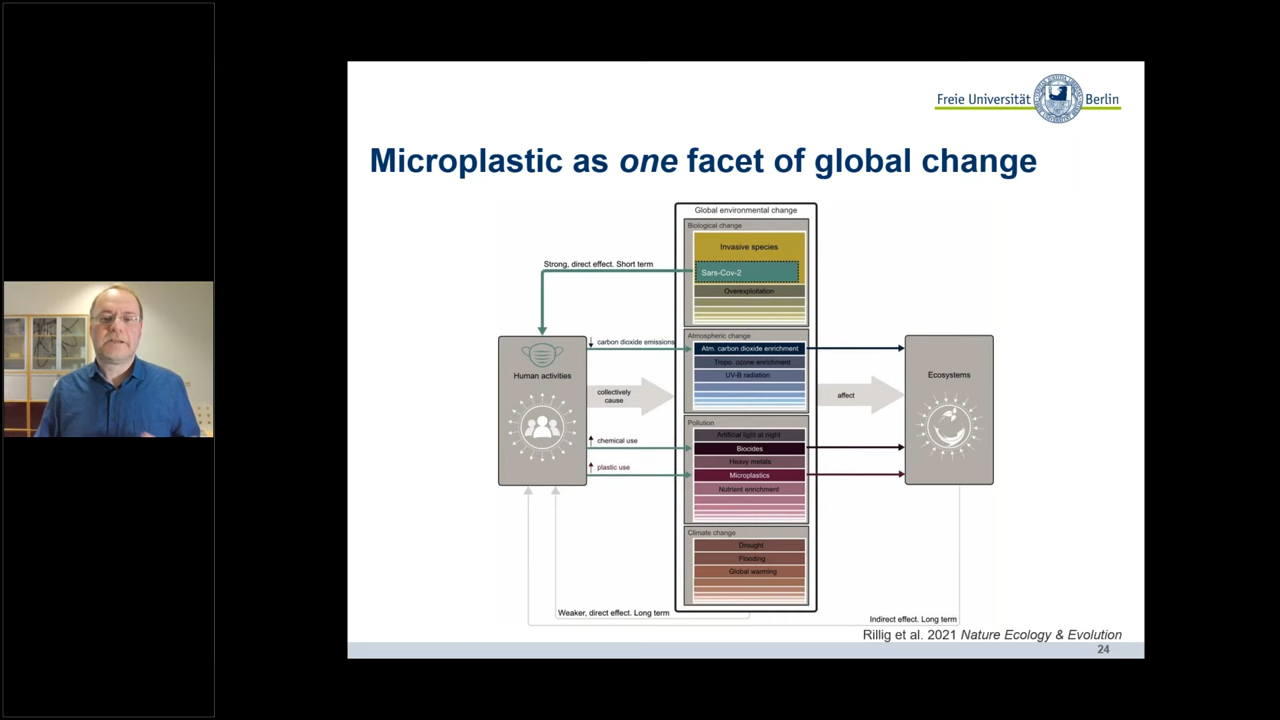 Freie Universität Berlin
Microplastic as one facet of global change
Global environmental change
Biological change
Invasive species
Sars-Cov-2
Overexploitation
Strong, direct effect. Short term
Atmospheric change
carbon dioxide emissions
Atm. carbon dioxide enrichment
Tropo. ozone enrichment
UV-B radiation
Human activities
collectively
cause
affect
Ecosystems
Pollution
Artificial light at night
chemical use
Biocides
Heavy metals
plastic use
Microplastics
Nutrient enrichment
Climate change
Drought
Flooding
Global warming
Weaker, direct effect. Long term
Indirect effect. Long term
Rillig et al. 2021 Nature Ecology & Evolution
24